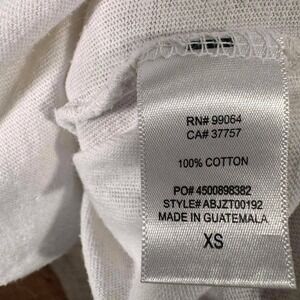 RN# 99064
CA# 37757
100% COTTON
PO# 4500898382
STYLE# ABJZT00192
MADE IN GUATEMALA
XS